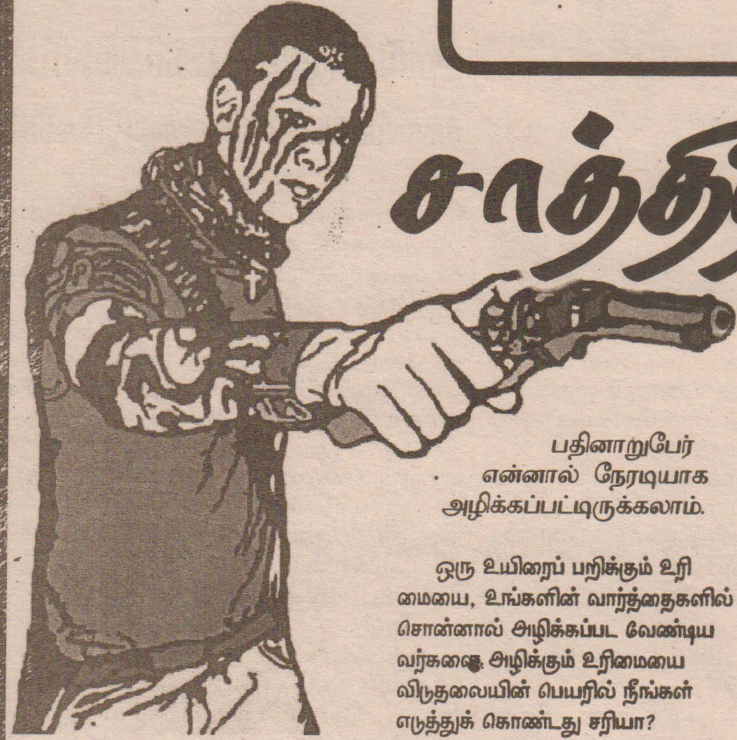 பதினாறுபேர்
என்னால் நேரடியாக
அழிக்கப்பட்டிருக்கலாம்.
ஒரு உயிரைப் பறிக்கும் உரி
மையை, உங்களின் வார்த்தைகளில்
சொன்னால் அழிக்கப்பட வேண்டிய
வர்களை அழிக்கும் உரிமையை
விடுதலையின் பெயரில் நீங்கள்
எடுத்துக் கொண்டது சரியா?